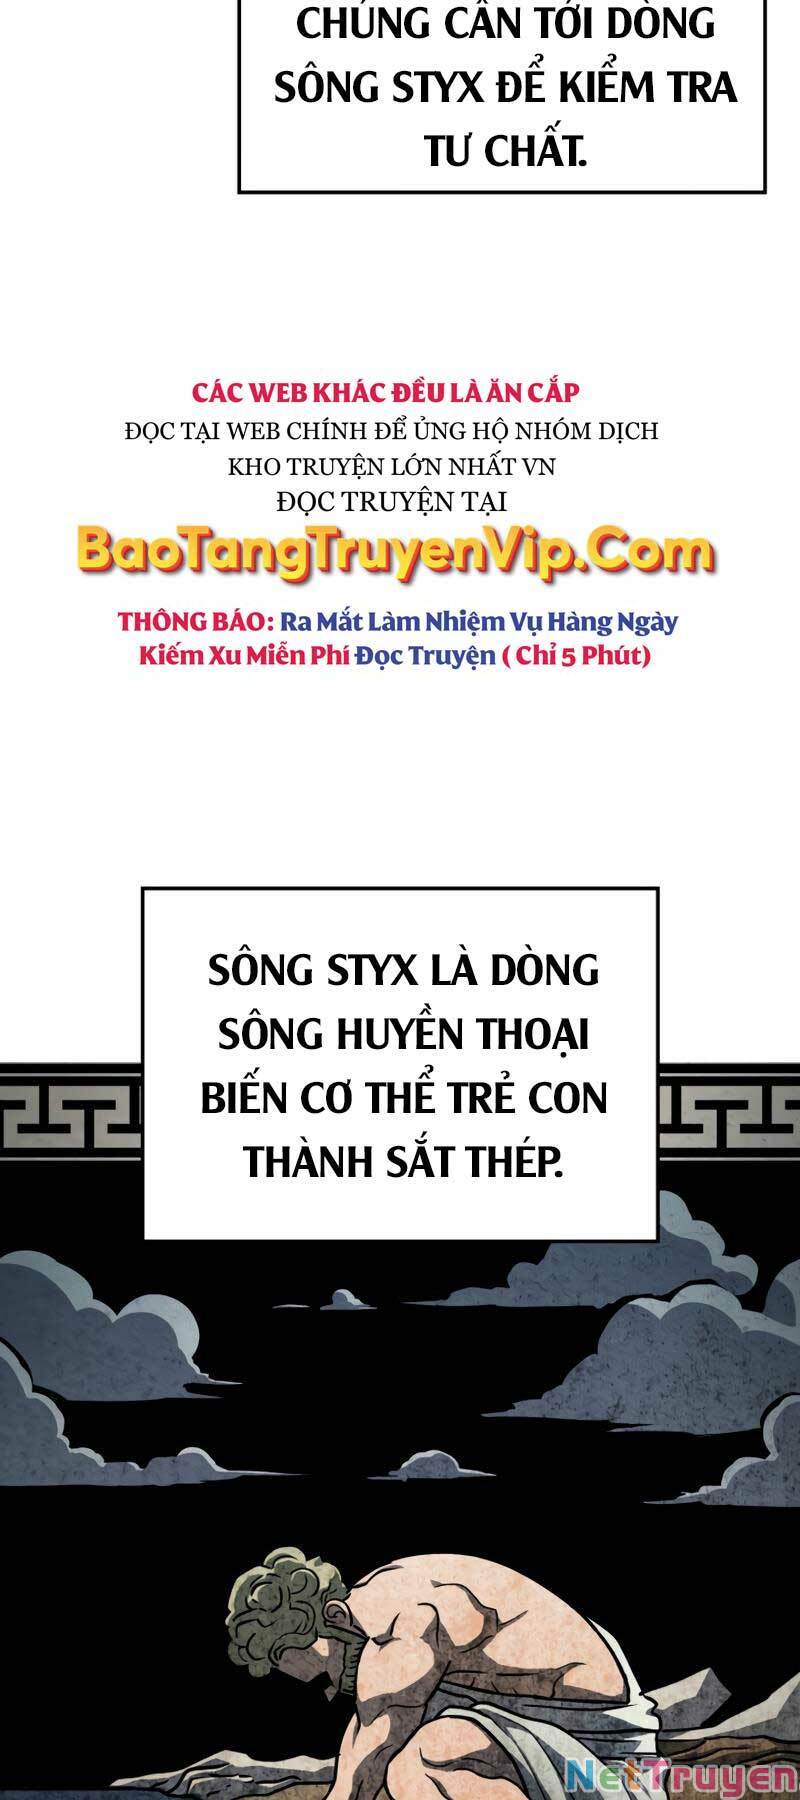 CHÚNG CẦN TỚI DÒNG
SÔNG STYX ĐỂ KIỂM TRA
TƯ CHẤT.
CÁC WEB KHÁC ĐỀU LÀ ĂN CẮP
ĐỌC TẠI WEB CHÍNH ĐỂ ỦNG HỘ NHÓM DỊCH
KHO TRUYỆN LỚN NHẤT VN
ĐỌC TRUYỆN TẠI
BaoTangTruyenVip.Com
THÔNG BÁO: Ra Mắt Làm Nhiệm Vụ Hàng Ngày
Kiếm Xu Miễn Phí Đọc Truyện ( Chỉ 5 Phút)
SÔNG STYX LÀ DÒNG
SÔNG HUYỀN THOẠI
BIẾN CƠ THỂ TRẺ CON
THÀNH SẮT THÉP.
NetTruyen